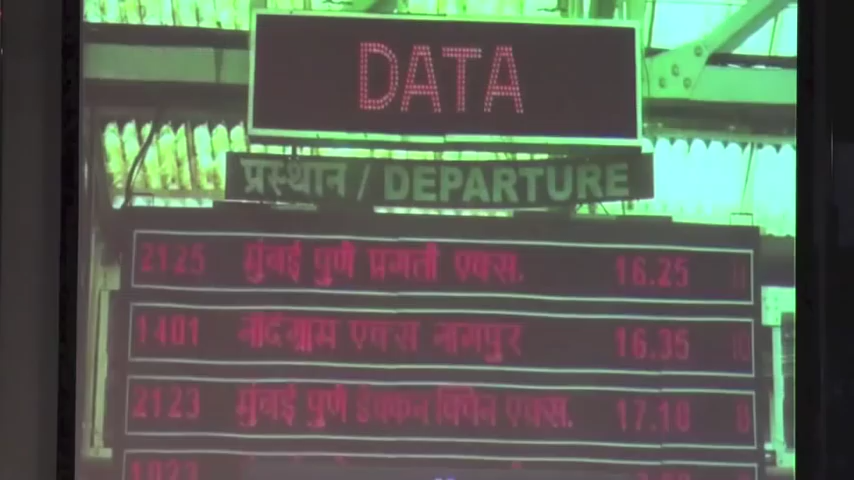 DATA
प्रस्थान / DEPARTURE
2125 मुंबई पुणे प्रगती एक्स. 16.25
1401 नंदिग्राम एक्स नागपुर 16.35
2123 मुंबई पुणे डेक्कन क्विन एक्स. 17.10 8